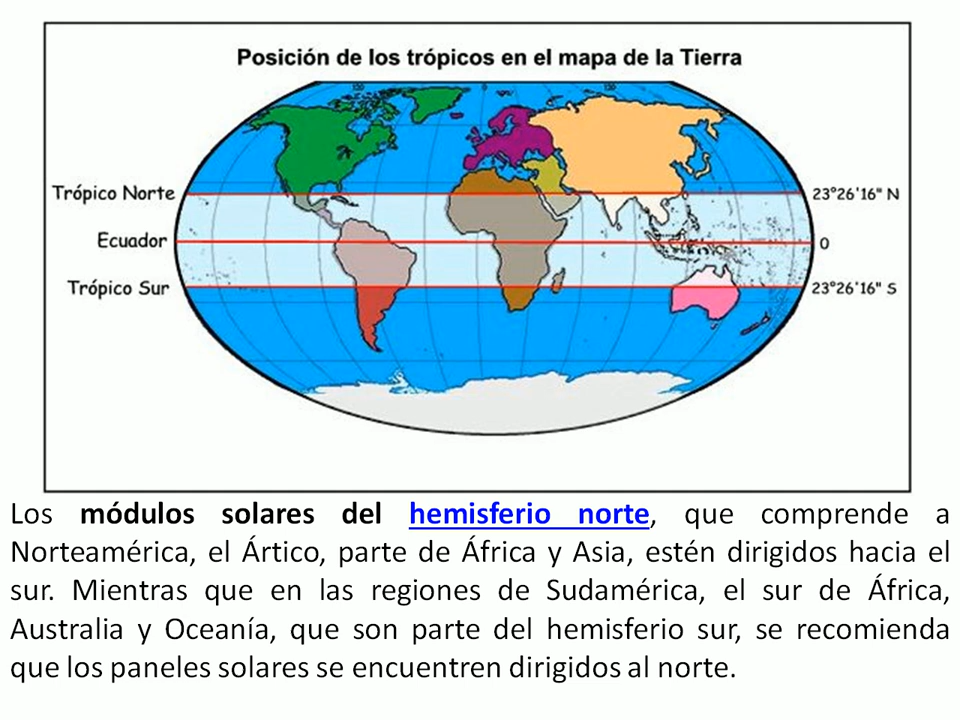 Posición de los trópicos en el mapa de la Tierra
120
0
120
Trópico Norte
23°26'16" N
Ecuador
0
Trópico Sur
23°26'16" S
Los módulos solares del hemisferio norte, que comprende a
Norteamérica, el Ártico, parte de África y Asia, estén dirigidos hacia el
sur. Mientras que en las regiones de Sudamérica, el sur de África,
Australia y Oceanía, que son parte del hemisferio sur, se recomienda
que los paneles solares se encuentren dirigidos al norte.